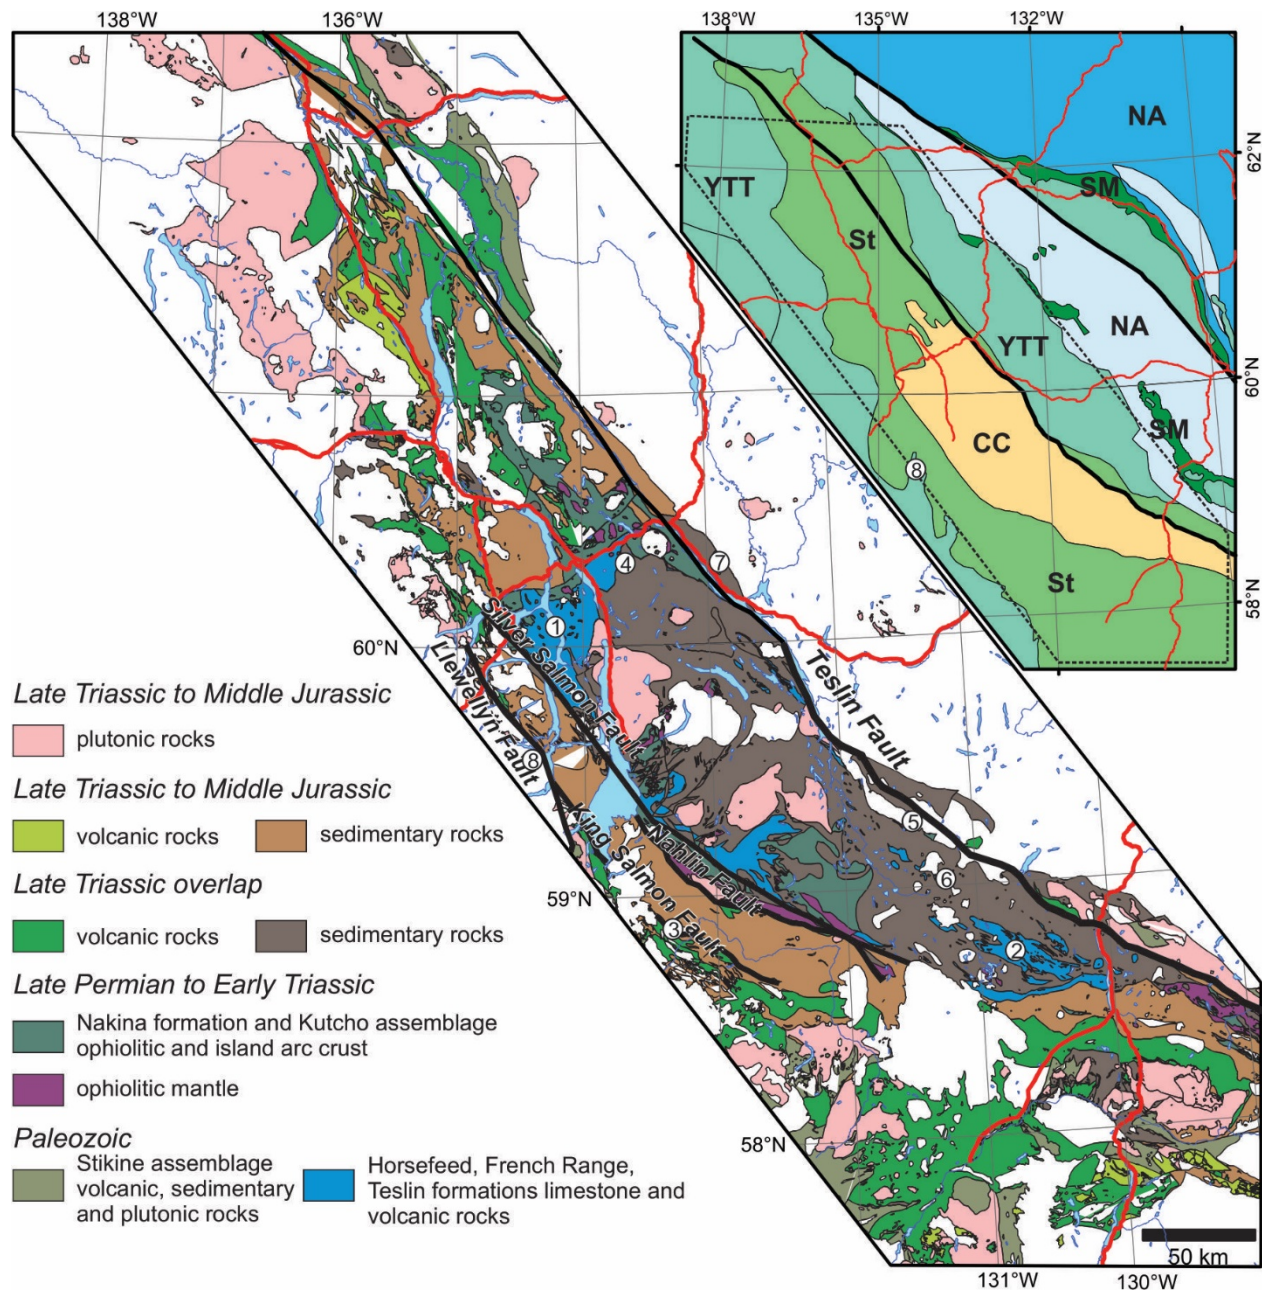 138°W
136°W
138°W
135°W
132°W
NA
62°N
SM
YTT
St
NA
YTT
60°N
CC
SM
8
St
58°N
4
7
1
Silver Salmon Fault
60°N
Llewellyn Fault
Teslin Fault
8
King Salmon Fault
Nahlin Fault
5
6
59°N
3
2
58°N
50 km
131°W
130°W
Late Triassic to Middle Jurassic
plutonic rocks
Late Triassic to Middle Jurassic
volcanic rocks
sedimentary rocks
Late Triassic overlap
volcanic rocks
sedimentary rocks
Late Permian to Early Triassic
Nakina formation and Kutcho assemblage
ophiolitic and island arc crust
ophiolitic mantle
Paleozoic
Stikine assemblage
volcanic, sedimentary
and plutonic rocks
Horsefeed, French Range,
Teslin formations limestone and
volcanic rocks